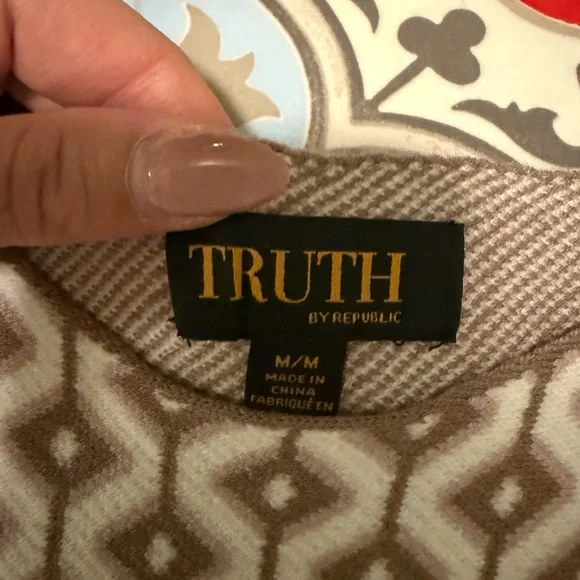 TRUTH
BY REPUBLIC
M/M
MADE IN
CHINA
FABRIQUÉ EN